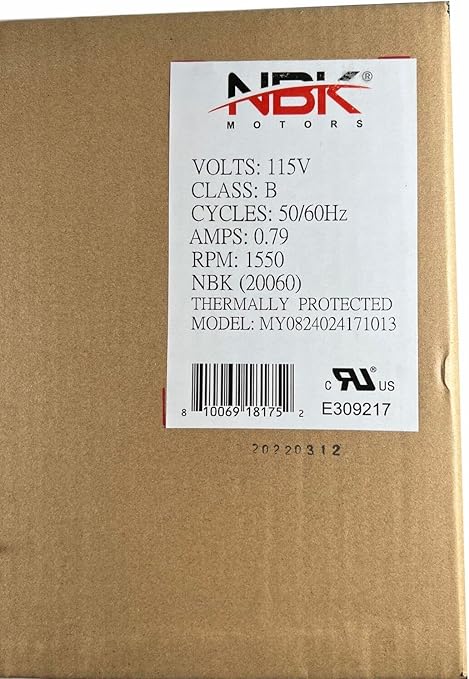 NBK®
MOTORS
VOLTS: 115V
CLASS: B
CYCLES: 50/60Hz
AMPS: 0.79
RPM: 1550
NBK (20060)
THERMALLY PROTECTED
MODEL: MY0824024171013
8 10069 18175 2
c RU US
E309217
20220312